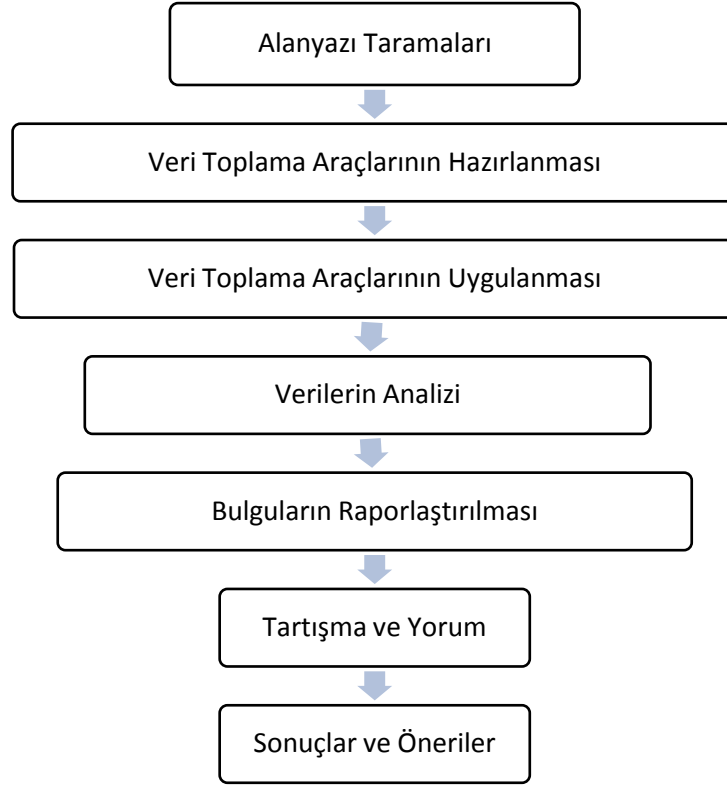 Alanyazı Taramaları
Veri Toplama Araçlarının Hazırlanması
Veri Toplama Araçlarının Uygulanması
Verilerin Analizi
Bulguların Raporlaştırılması
Tartışma ve Yorum
Sonuçlar ve Öneriler